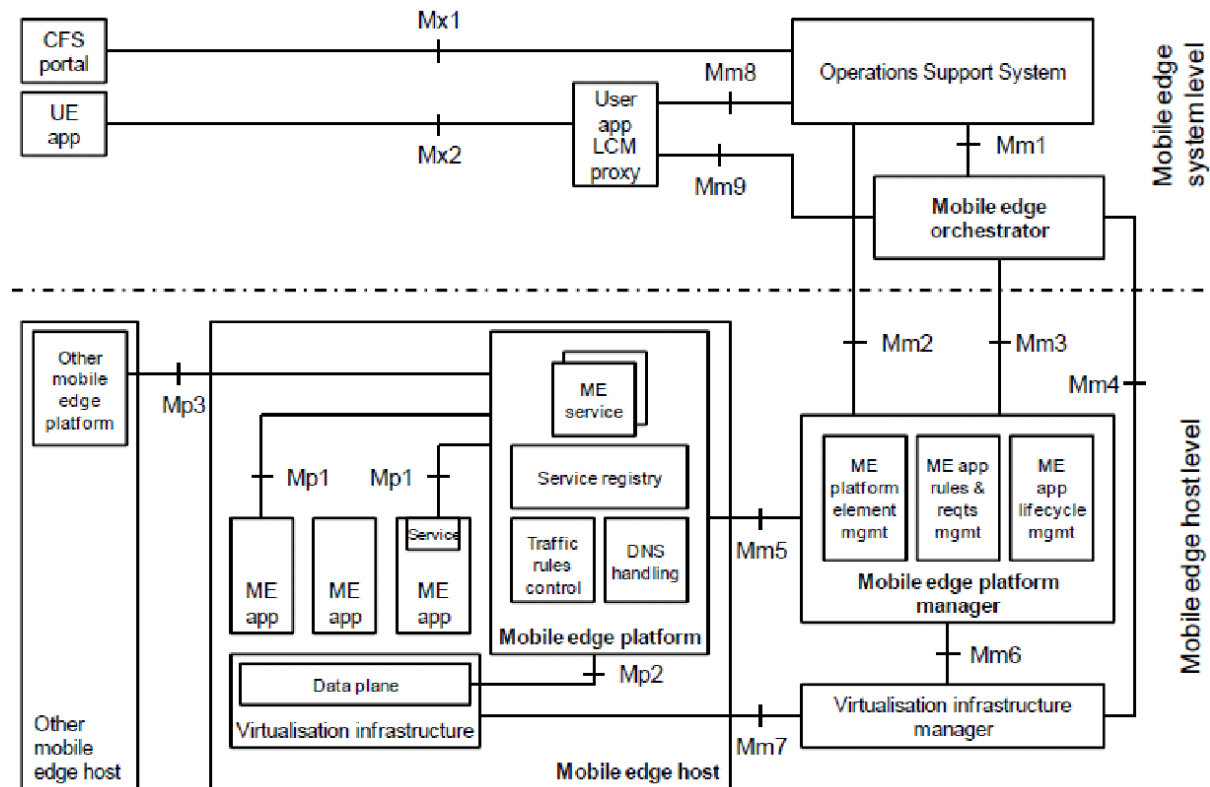 Mx1
CFS
portal
Operations Support System
Mm8
UE
app
User
app
LCM
proxy
Mx2
Mm1
Mm9
Mobile edge
orchestrator
Mobile edge
system level
Other
mobile
edge
platform
Mp3
ME
service
Mm2
Mm3
Mm4
Mp1
Mp1
Service registry
ME
platform
element
mgmt
ME app
rules &
reqts
mgmt
ME
app
lifecycle
mgmt
Service
ME
app
ME
app
ME
app
Traffic
rules
control
DNS
handling
Mm5
Mobile edge platform
Mobile edge platform
manager
Mobile edge host level
Mp2
Mm6
Data plane
Virtualisation infrastructure
Virtualisation infrastructure
manager
Mm7
Other
mobile
edge host
Mobile edge host